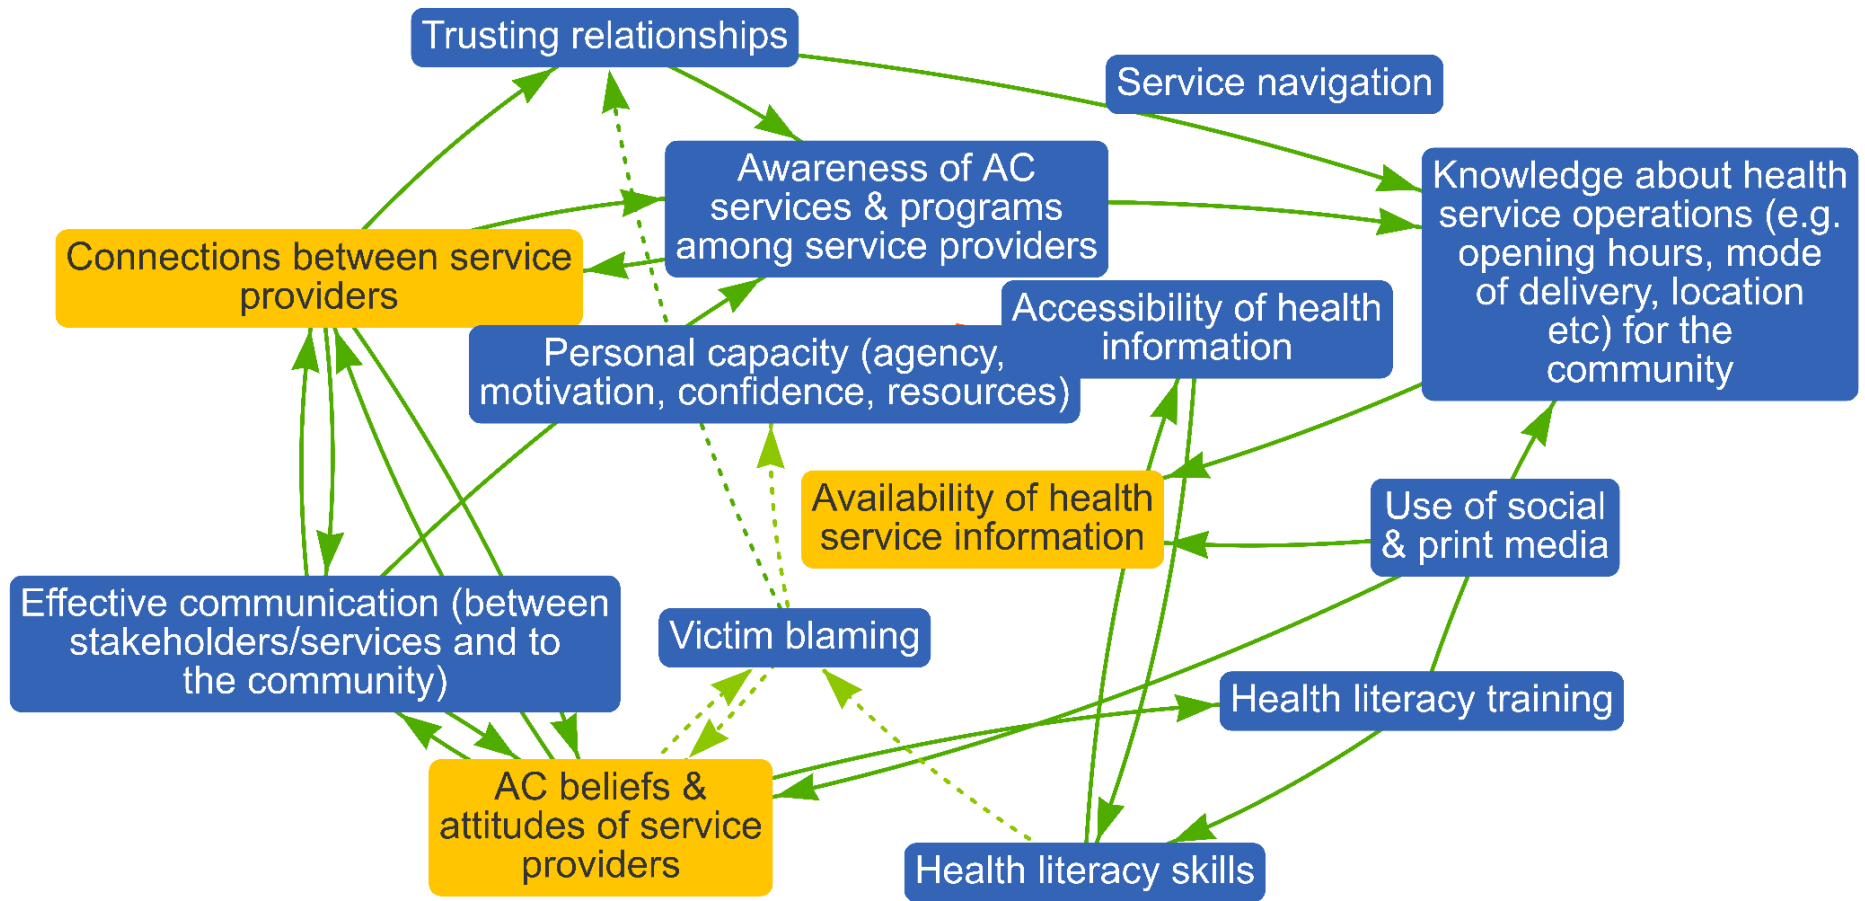 Trusting relationships
Service navigation
Awareness of AC
services & programs
among service providers
Knowledge about health
service operations (e.g.
opening hours, mode
of delivery, location
etc) for the
community
Connections between service
providers
Accessibility of health
information
Personal capacity (agency,
motivation, confidence, resources)
Availability of health
service information
Use of social
& print media
Effective communication (between
stakeholders/services and to
the community)
Victim blaming
Health literacy training
AC beliefs &
attitudes of service
providers
Health literacy skills